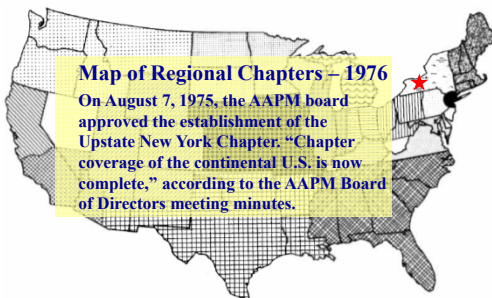 Map of Regional Chapters – 1976
On August 7, 1975, the AAPM board
approved the establishment of the
Upstate New York Chapter. “Chapter
coverage of the continental U.S. is now
complete,” according to the AAPM Board
of Directors meeting minutes.